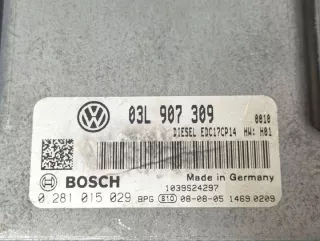 03L 907 309 0010
DIESEL EDC17CP14 HW: H01
BOSCH Made in Germany
1039S24297
0 281 015 029 BPG 810 08-08-05 1469 0209